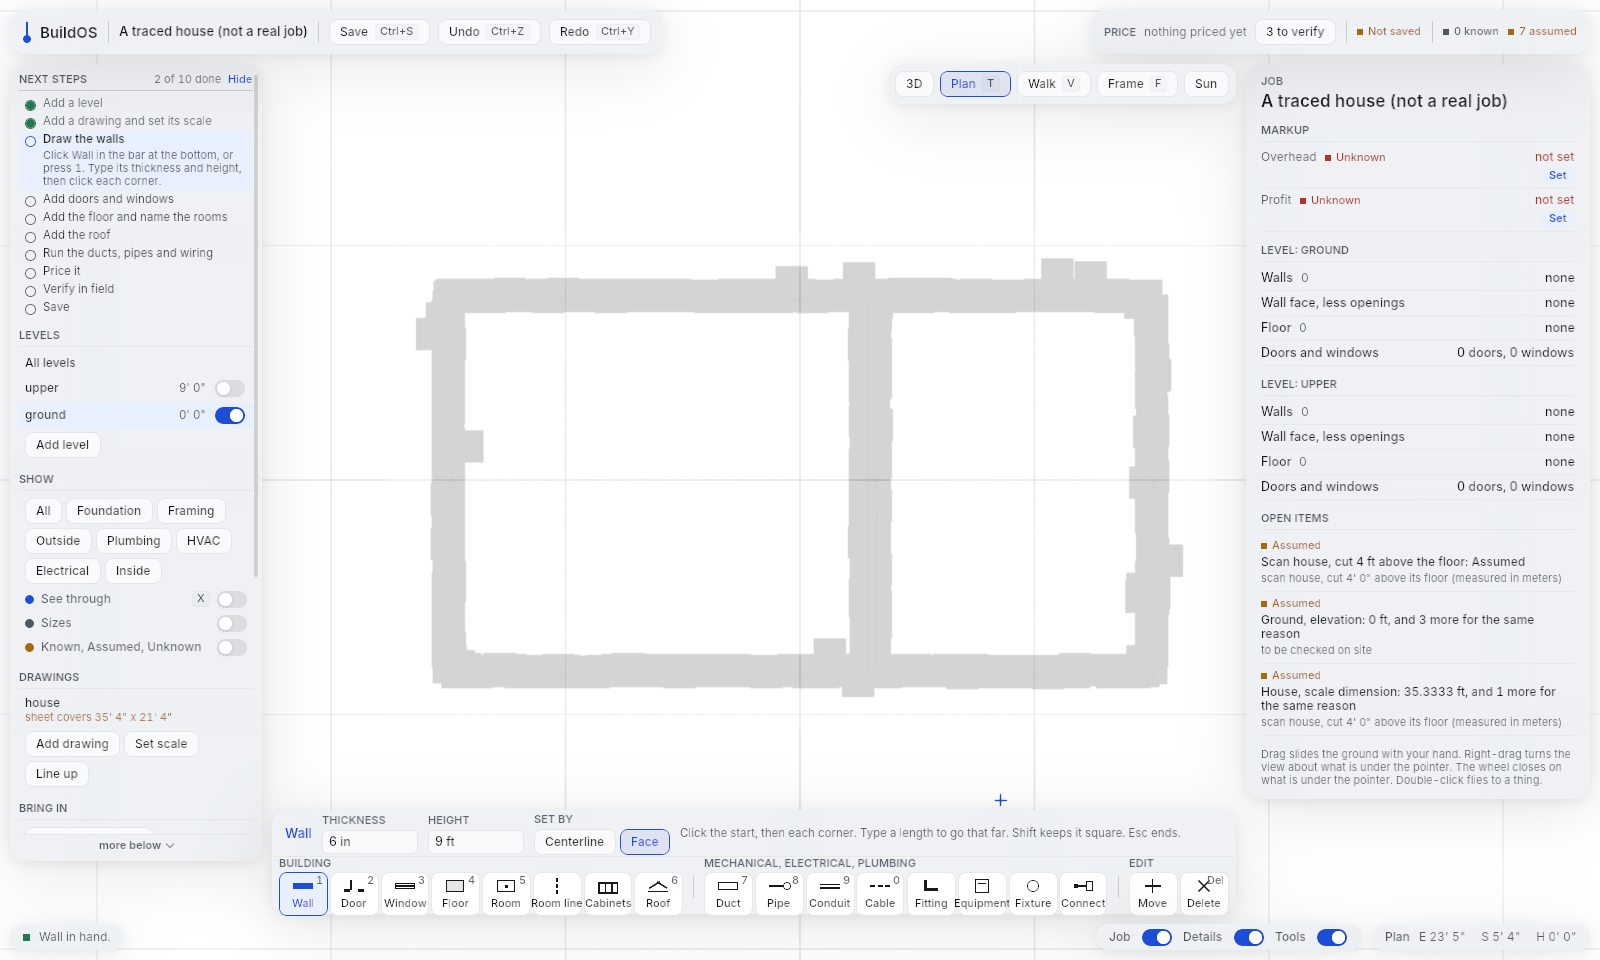 BuildOS
A traced house (not a real job)
Save Ctrl+S
Undo Ctrl+Z
Redo Ctrl+Y
PRICE nothing priced yet
3 to verify
Not saved
0 known
7 assumed
NEXT STEPS 2 of 10 done Hide
Add a level
Add a drawing and set its scale
Draw the walls
Click Wall in the bar at the bottom, or
press 1. Type its thickness and height,
then click each corner.
Add doors and windows
Add the floor and name the rooms
Add the roof
Run the ducts, pipes and wiring
Price it
Verify in field
Save
LEVELS
All levels
upper 9' 0"
ground 0' 0"
Add level
SHOW
All Foundation Framing
Outside Plumbing HVAC
Electrical Inside
See through X
Sizes
Known, Assumed, Unknown
DRAWINGS
house
sheet covers 35' 4" x 21' 4"
Add drawing Set scale
Line up
BRING IN
more below
Wall in hand.
3D
Plan T
Walk V
Frame F
Sun
JOB
A traced house (not a real job)
MARKUP
Overhead Unknown not set
Set
Profit Unknown not set
Set
LEVEL: GROUND
Walls 0 none
Wall face, less openings none
Floor 0 none
Doors and windows 0 doors, 0 windows
LEVEL: UPPER
Walls 0 none
Wall face, less openings none
Floor 0 none
Doors and windows 0 doors, 0 windows
OPEN ITEMS
Assumed
Scan house, cut 4 ft above the floor: Assumed
scan house, cut 4' 0" above its floor (measured in meters)
Assumed
Ground, elevation: 0 ft, and 3 more for the same
reason
to be checked on site
Assumed
House, scale dimension: 35.3333 ft, and 1 more for
the same reason
scan house, cut 4' 0" above its floor (measured in meters)
Drag slides the ground with your hand. Right-drag turns the
view about what is under the pointer. The wheel closes on
what is under the pointer. Double-click flies to a thing.
Wall
THICKNESS
6 in
HEIGHT
9 ft
SET BY
Centerline Face
Click the start, then each corner. Type a length to go that far. Shift keeps it square. Esc ends.
BUILDING
Wall 1
Door 2
Window 3
Floor 4
Room 5
Room line
Cabinets
Roof 6
MECHANICAL, ELECTRICAL, PLUMBING
Duct 7
Pipe 8
Conduit 9
Cable 0
Fitting
Equipment
Fixture
Connect
EDIT
Move
Delete Del
Job
Details
Tools
Plan E 23' 5" S 5' 4" H 0' 0"